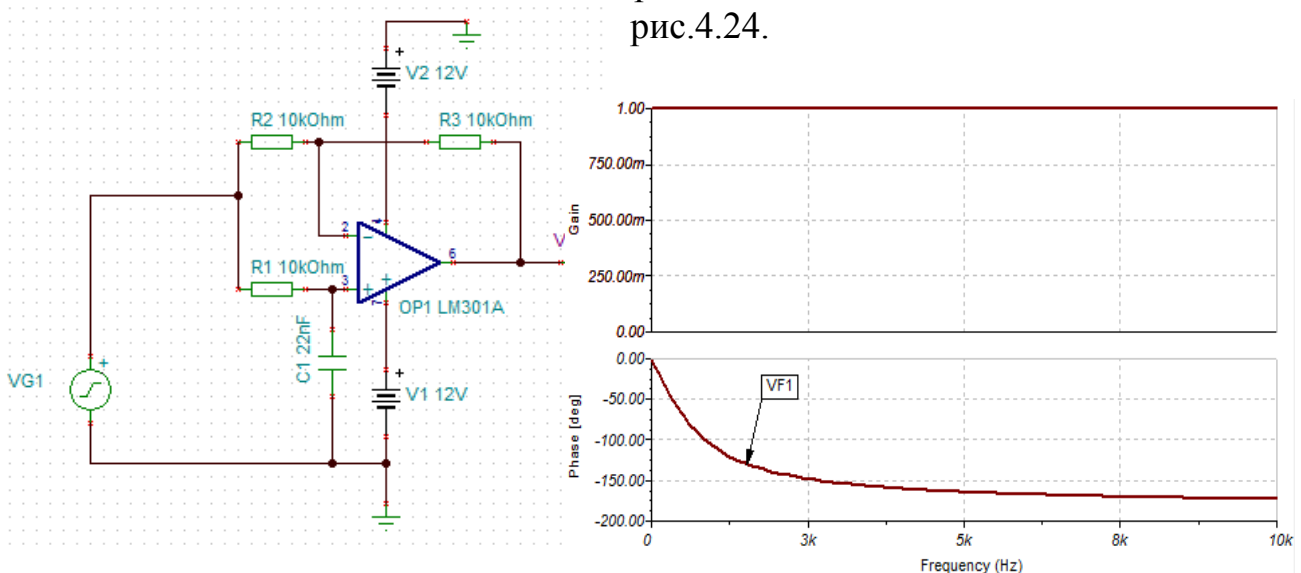 рис.4.24.
+
V2 12V
R2 10kOhm
R3 10kOhm
2
6
V
R1 10kOhm
3
7
OP1 LM301A
C1 22nF
+
VG1
+
V1 12V
1.00
750.00m
500.00m
250.00m
0.00
Gain
0.00
-50.00
-100.00
-150.00
-200.00
Phase [deg]
VF1
0
3k
5k
8k
10k
Frequency (Hz)